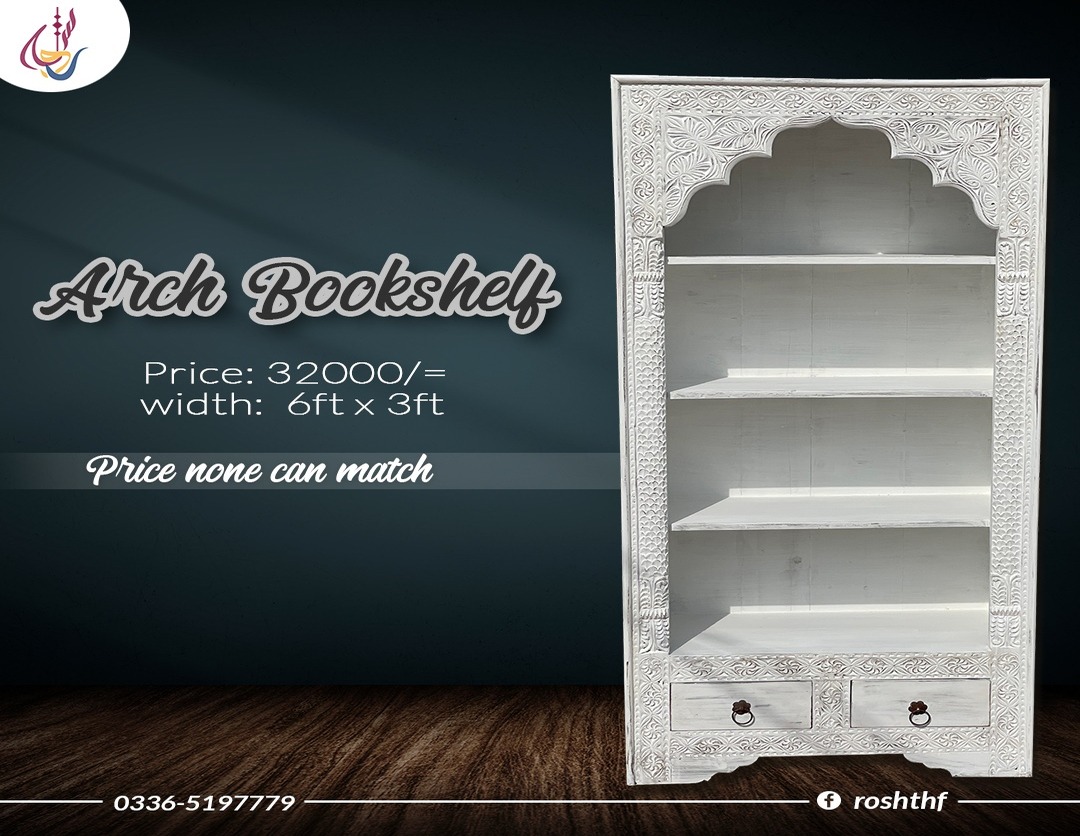 Arch Bookshelf
Price: 32000/=
width: 6ft x 3ft
Price none can match
0336-5197779
roshthf